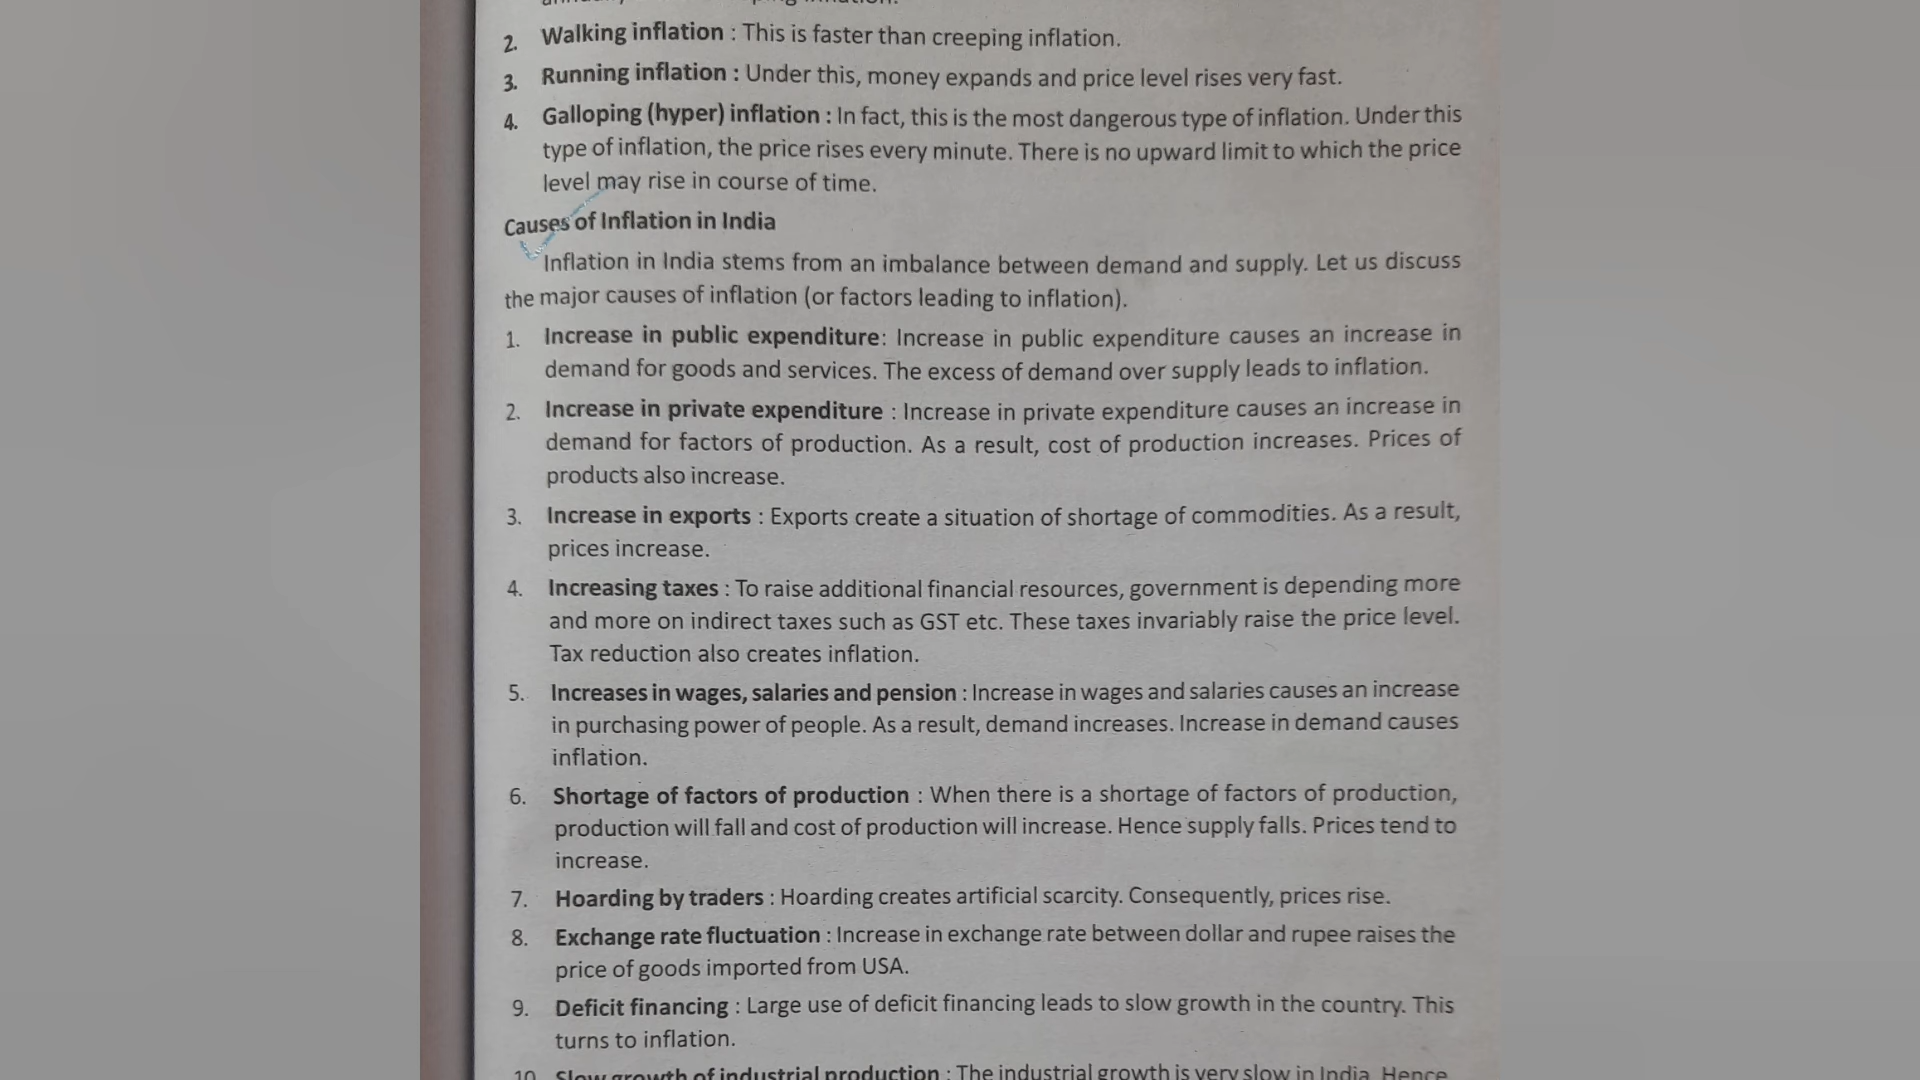 2. Walking inflation : This is faster than creeping inflation.
3. Running inflation : Under this, money expands and price level rises very fast.
4. Galloping (hyper) inflation : In fact, this is the most dangerous type of inflation. Under this
type of inflation, the price rises every minute. There is no upward limit to which the price
level may rise in course of time.
Causes of Inflation in India
Inflation in India stems from an imbalance between demand and supply. Let us discuss
the major causes of inflation (or factors leading to inflation).
1. Increase in public expenditure: Increase in public expenditure causes an increase in
demand for goods and services. The excess of demand over supply leads to inflation.
2. Increase in private expenditure : Increase in private expenditure causes an increase in
demand for factors of production. As a result, cost of production increases. Prices of
products also increase.
3. Increase in exports : Exports create a situation of shortage of commodities. As a result,
prices increase.
4. Increasing taxes : To raise additional financial resources, government is depending more
and more on indirect taxes such as GST etc. These taxes invariably raise the price level.
Tax reduction also creates inflation.
5. Increases in wages, salaries and pension : Increase in wages and salaries causes an increase
in purchasing power of people. As a result, demand increases. Increase in demand causes
inflation.
6. Shortage of factors of production : When there is a shortage of factors of production,
production will fall and cost of production will increase. Hence supply falls. Prices tend to
increase.
7. Hoarding by traders : Hoarding creates artificial scarcity. Consequently, prices rise.
8. Exchange rate fluctuation : Increase in exchange rate between dollar and rupee raises the
price of goods imported from USA.
9. Deficit financing : Large use of deficit financing leads to slow growth in the country. This
turns to inflation.
10. Slow growth of industrial production : The industrial growth is very slow in India. Hence